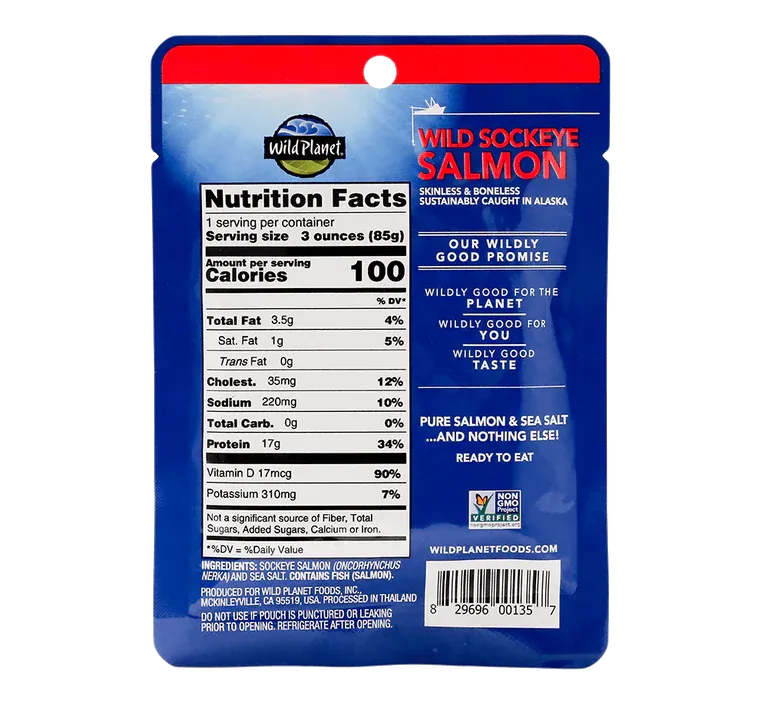 Wild Planet
Nutrition Facts
1 serving per container
Serving size 3 ounces (85g)
Amount per serving
Calories 100
% DV*
Total Fat 3.5g 4%
Sat. Fat 1g 5%
Trans Fat 0g
Cholest. 35mg 12%
Sodium 220mg 10%
Total Carb. 0g 0%
Protein 17g 34%
Vitamin D 17mcg 90%
Potassium 310mg 7%
Not a significant source of Fiber, Total
Sugars, Added Sugars, Calcium or Iron.
*%DV = %Daily Value
INGREDIENTS: SOCKEYE SALMON (ONCORHYNCHUS
NERKA) AND SEA SALT. CONTAINS FISH (SALMON).
PRODUCED FOR WILD PLANET FOODS, INC.,
MCKINLEYVILLE, CA 95519, USA. PROCESSED IN THAILAND
DO NOT USE IF POUCH IS PUNCTURED OR LEAKING
PRIOR TO OPENING. REFRIGERATE AFTER OPENING.
WILD SOCKEYE
SALMON
SKINLESS & BONELESS
SUSTAINABLY CAUGHT IN ALASKA
OUR WILDLY
GOOD PROMISE
WILDLY GOOD FOR THE
PLANET
WILDLY GOOD FOR
YOU
WILDLY GOOD
TASTE
PURE SALMON & SEA SALT
...AND NOTHING ELSE!
READY TO EAT
NON
GMO
Project
VERIFIED
nongmoproject.org
WILDPLANETFOODS.COM
8 29696 00135 7